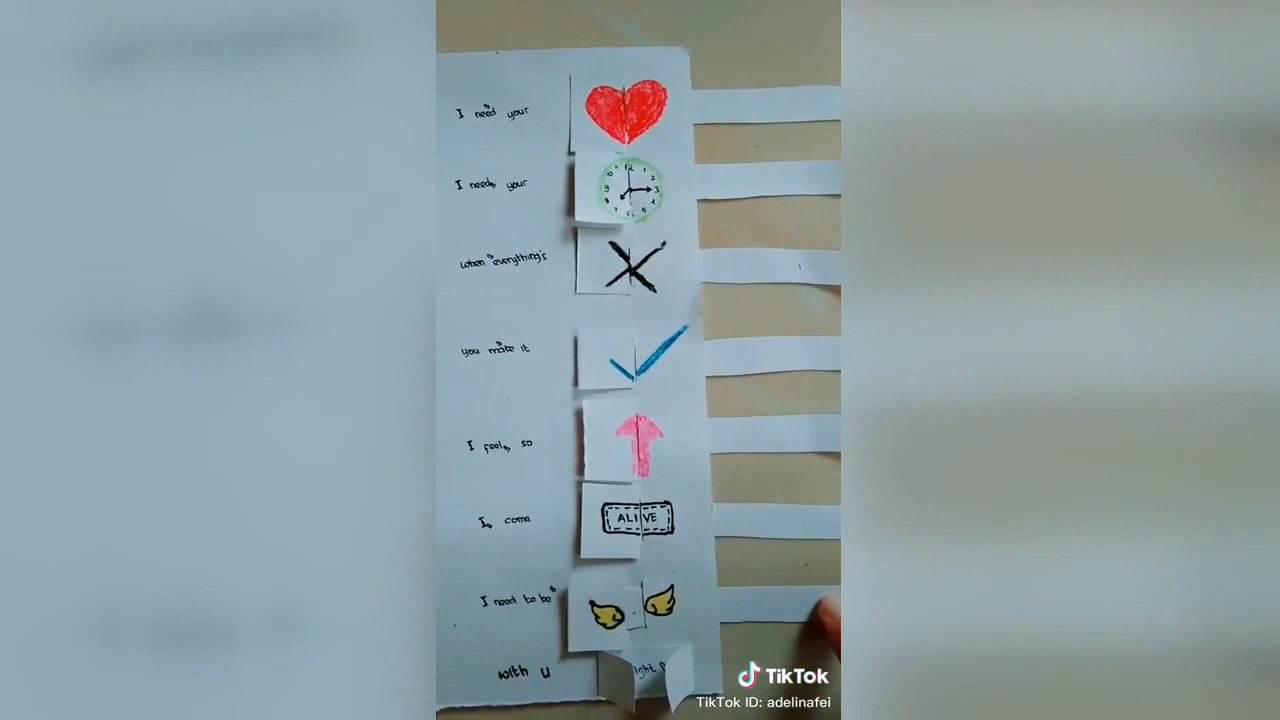 I need your
I need your
when everything's
you make it
I feel so
I come
ALIVE
I need to be
with u
TikTok
TikTok ID: adelinafei